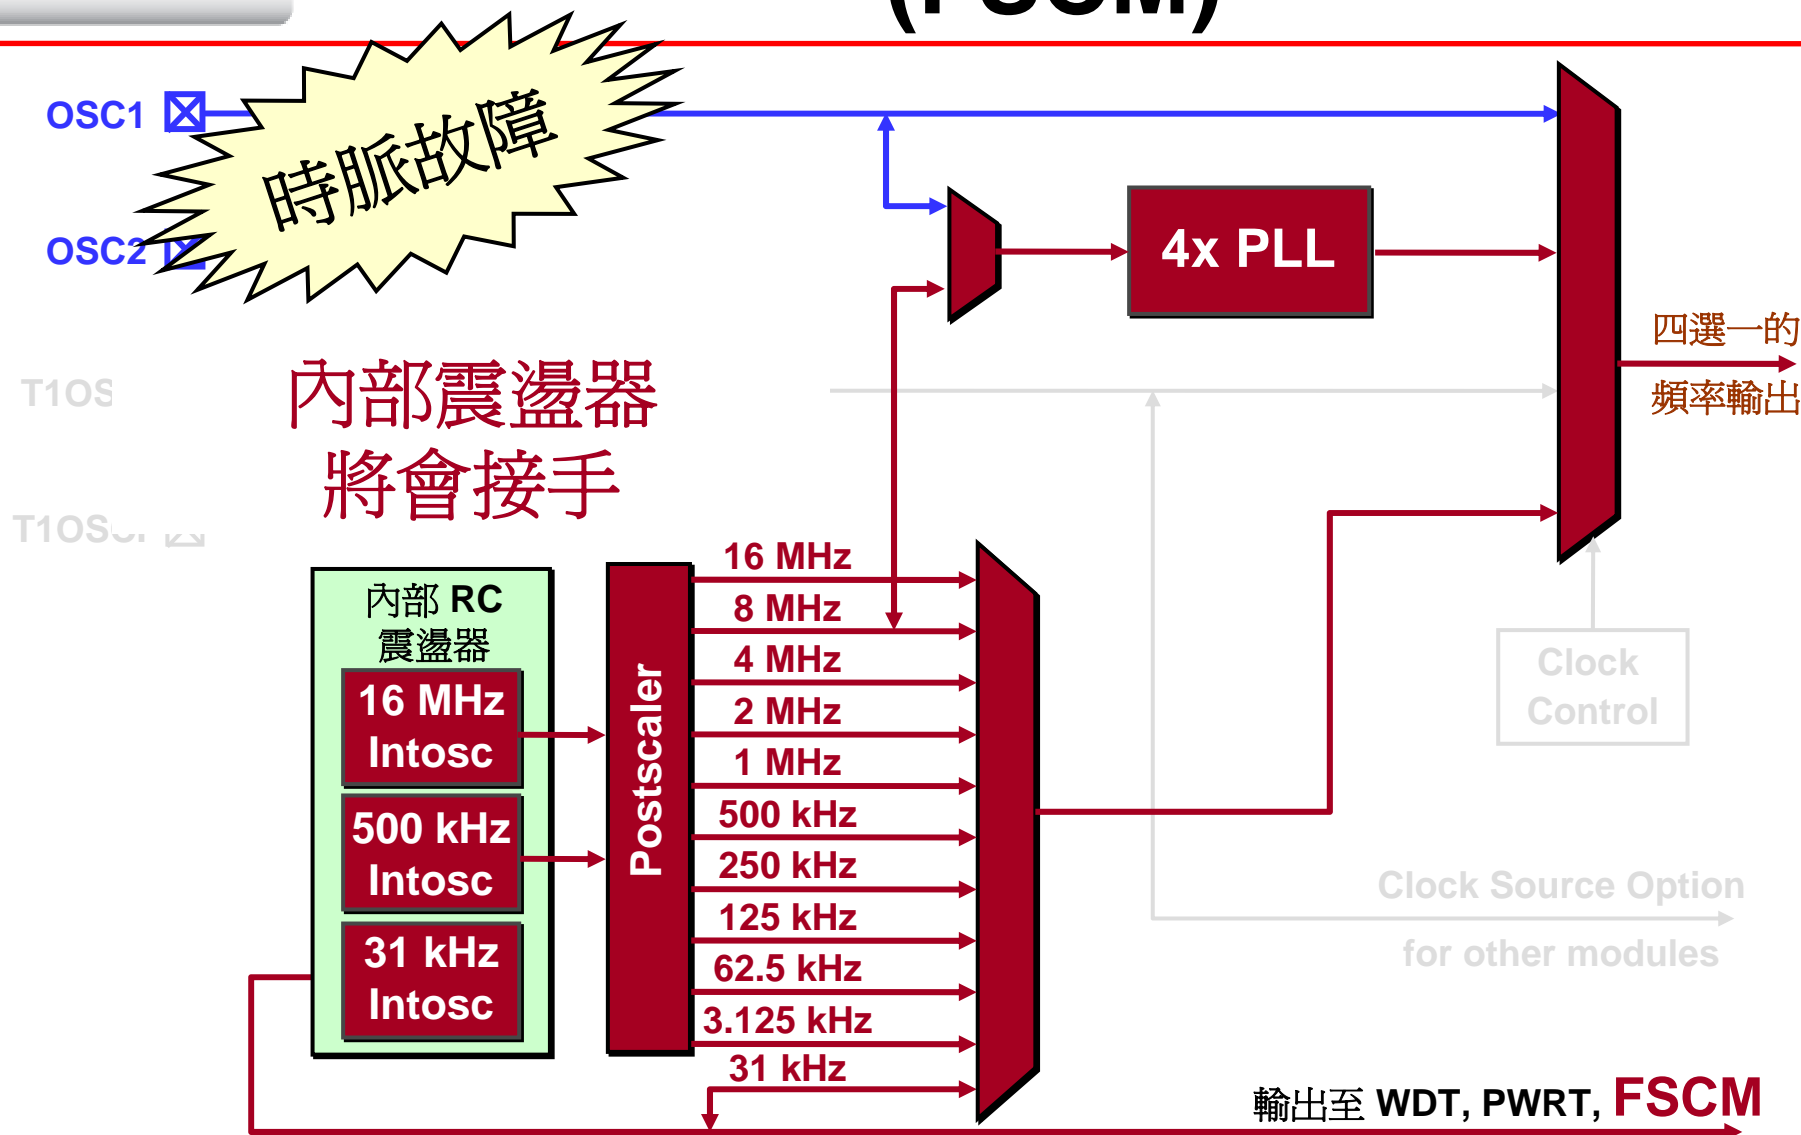 (FSCM)
OSC1
時脈故障
OSC2
4x PLL
四選一的
頻率輸出
T1OS
內部震盪器
將會接手
T1OS
內部 RC
震盪器
16 MHz
Intosc
500 kHz
Intosc
31 kHz
Intosc
Postscaler
16 MHz
8 MHz
4 MHz
2 MHz
1 MHz
500 kHz
250 kHz
125 kHz
62.5 kHz
3.125 kHz
31 kHz
Clock
Control
Clock Source Option
for other modules
輸出至 WDT, PWRT, FSCM